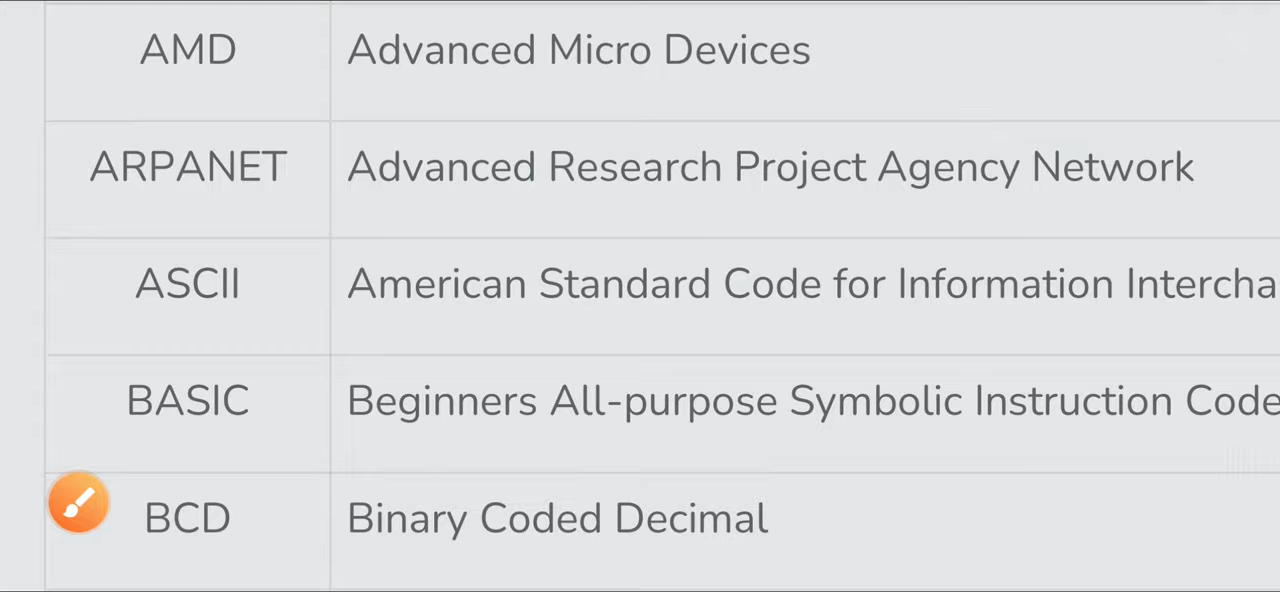 AMD Advanced Micro Devices
ARPANET Advanced Research Project Agency Network
ASCII American Standard Code for Information Intercha
BASIC Beginners All-purpose Symbolic Instruction Code
BCD Binary Coded Decimal